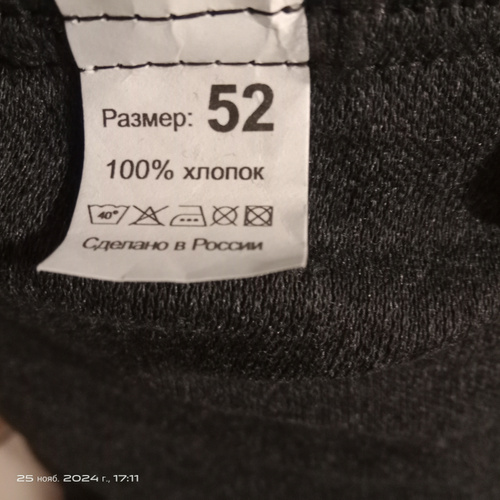 Размер: 52
100% хлопок
40°
Сделано в России
25 нояб. 2024 г., 17:11